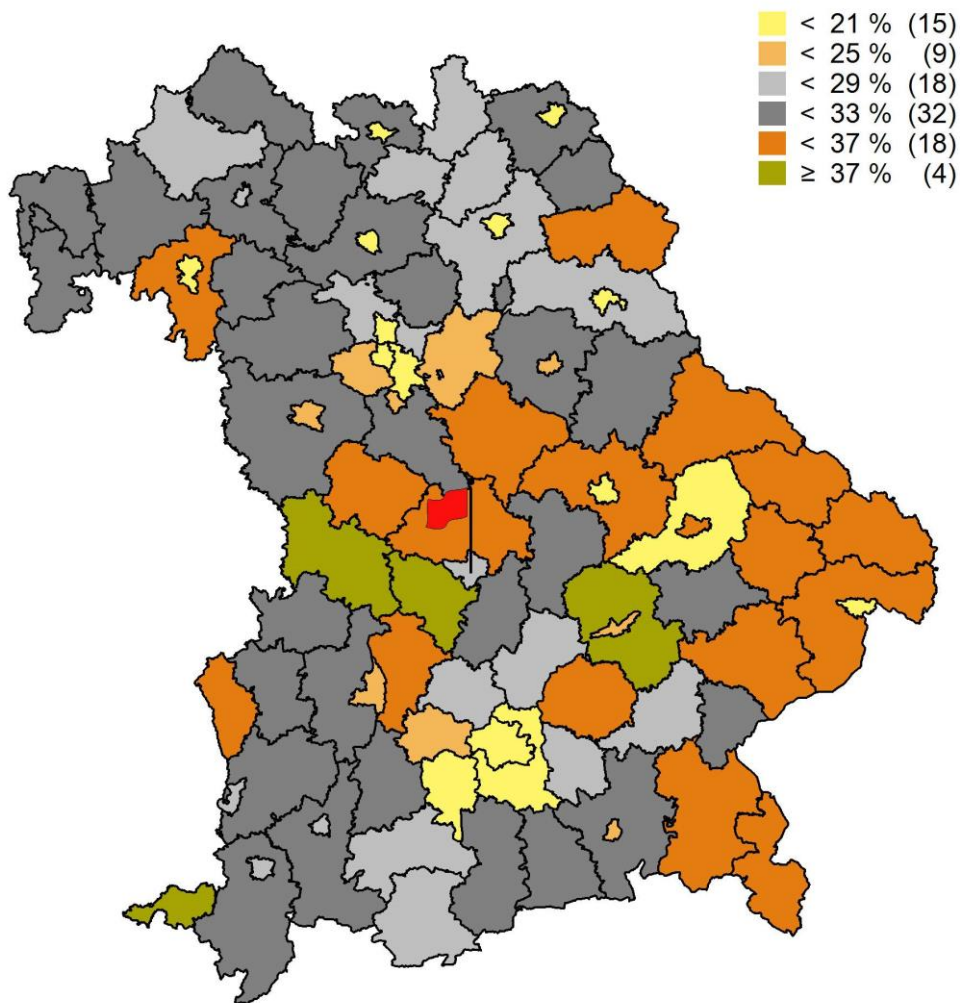 < 21 % (15)
< 25 % (9)
< 29 % (18)
< 33 % (32)
< 37 % (18)
≥ 37 % (4)